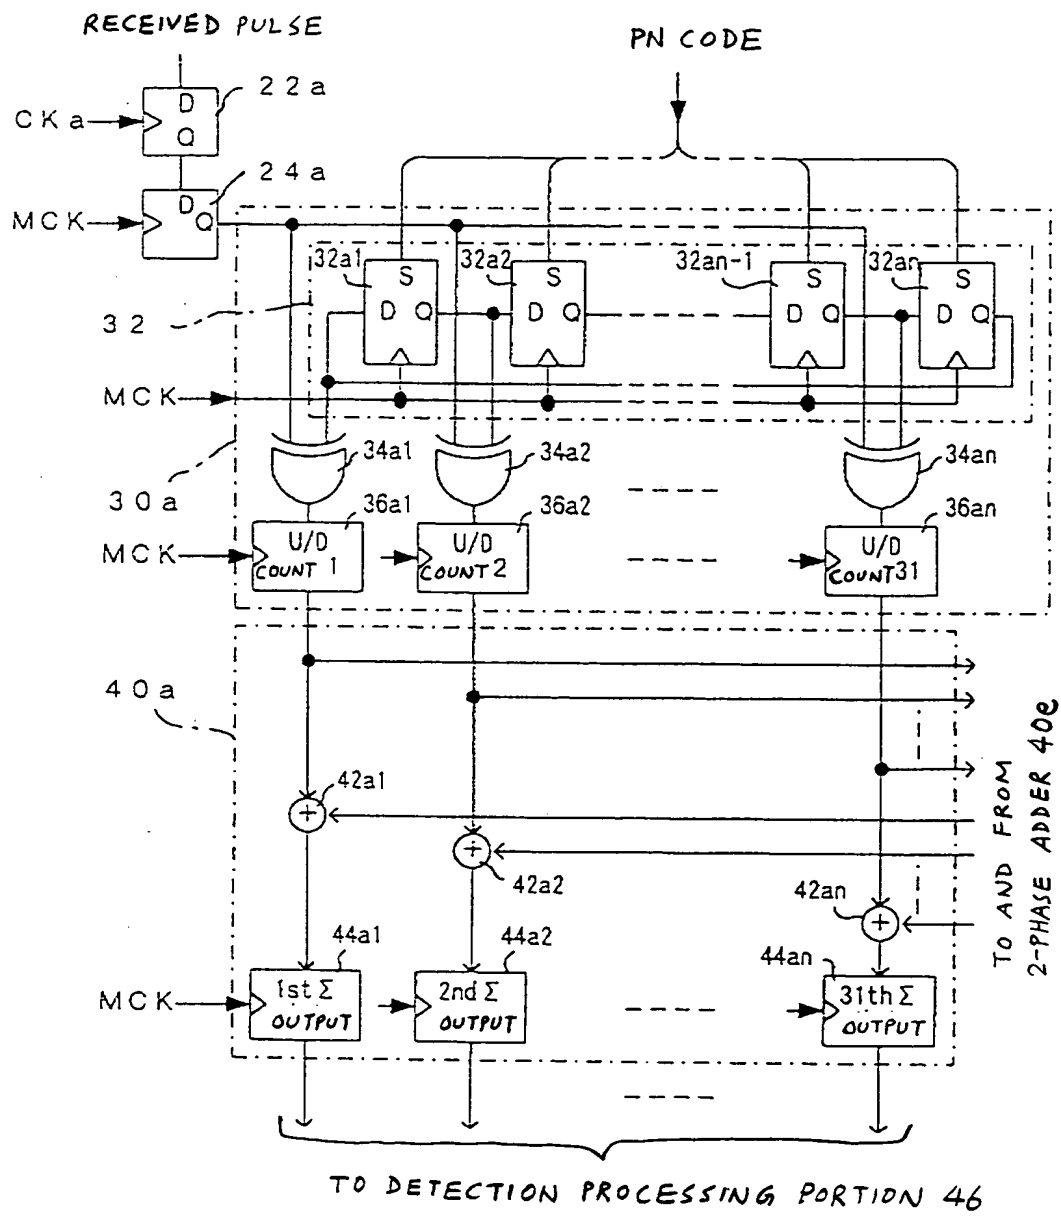 RECEIVED PULSE
PN CODE
22a
D
CKa
Q
24a
D
MCK
Q
32a1
32a2
32an-1
32an
S
S
S
S
D Q
D Q
D Q
D Q
32
MCK
34a1
34a2
34an
30a
36a1
36a2
36an
MCK
U/D
COUNT 1
U/D
COUNT 2
U/D
COUNT 31
40a
42a1
42a2
42an
TO AND FROM
2-PHASE ADDER 40e
44a1
44a2
44an
MCK
1st Σ
OUTPUT
2nd Σ
OUTPUT
31th Σ
OUTPUT
TO DETECTION PROCESSING PORTION 46